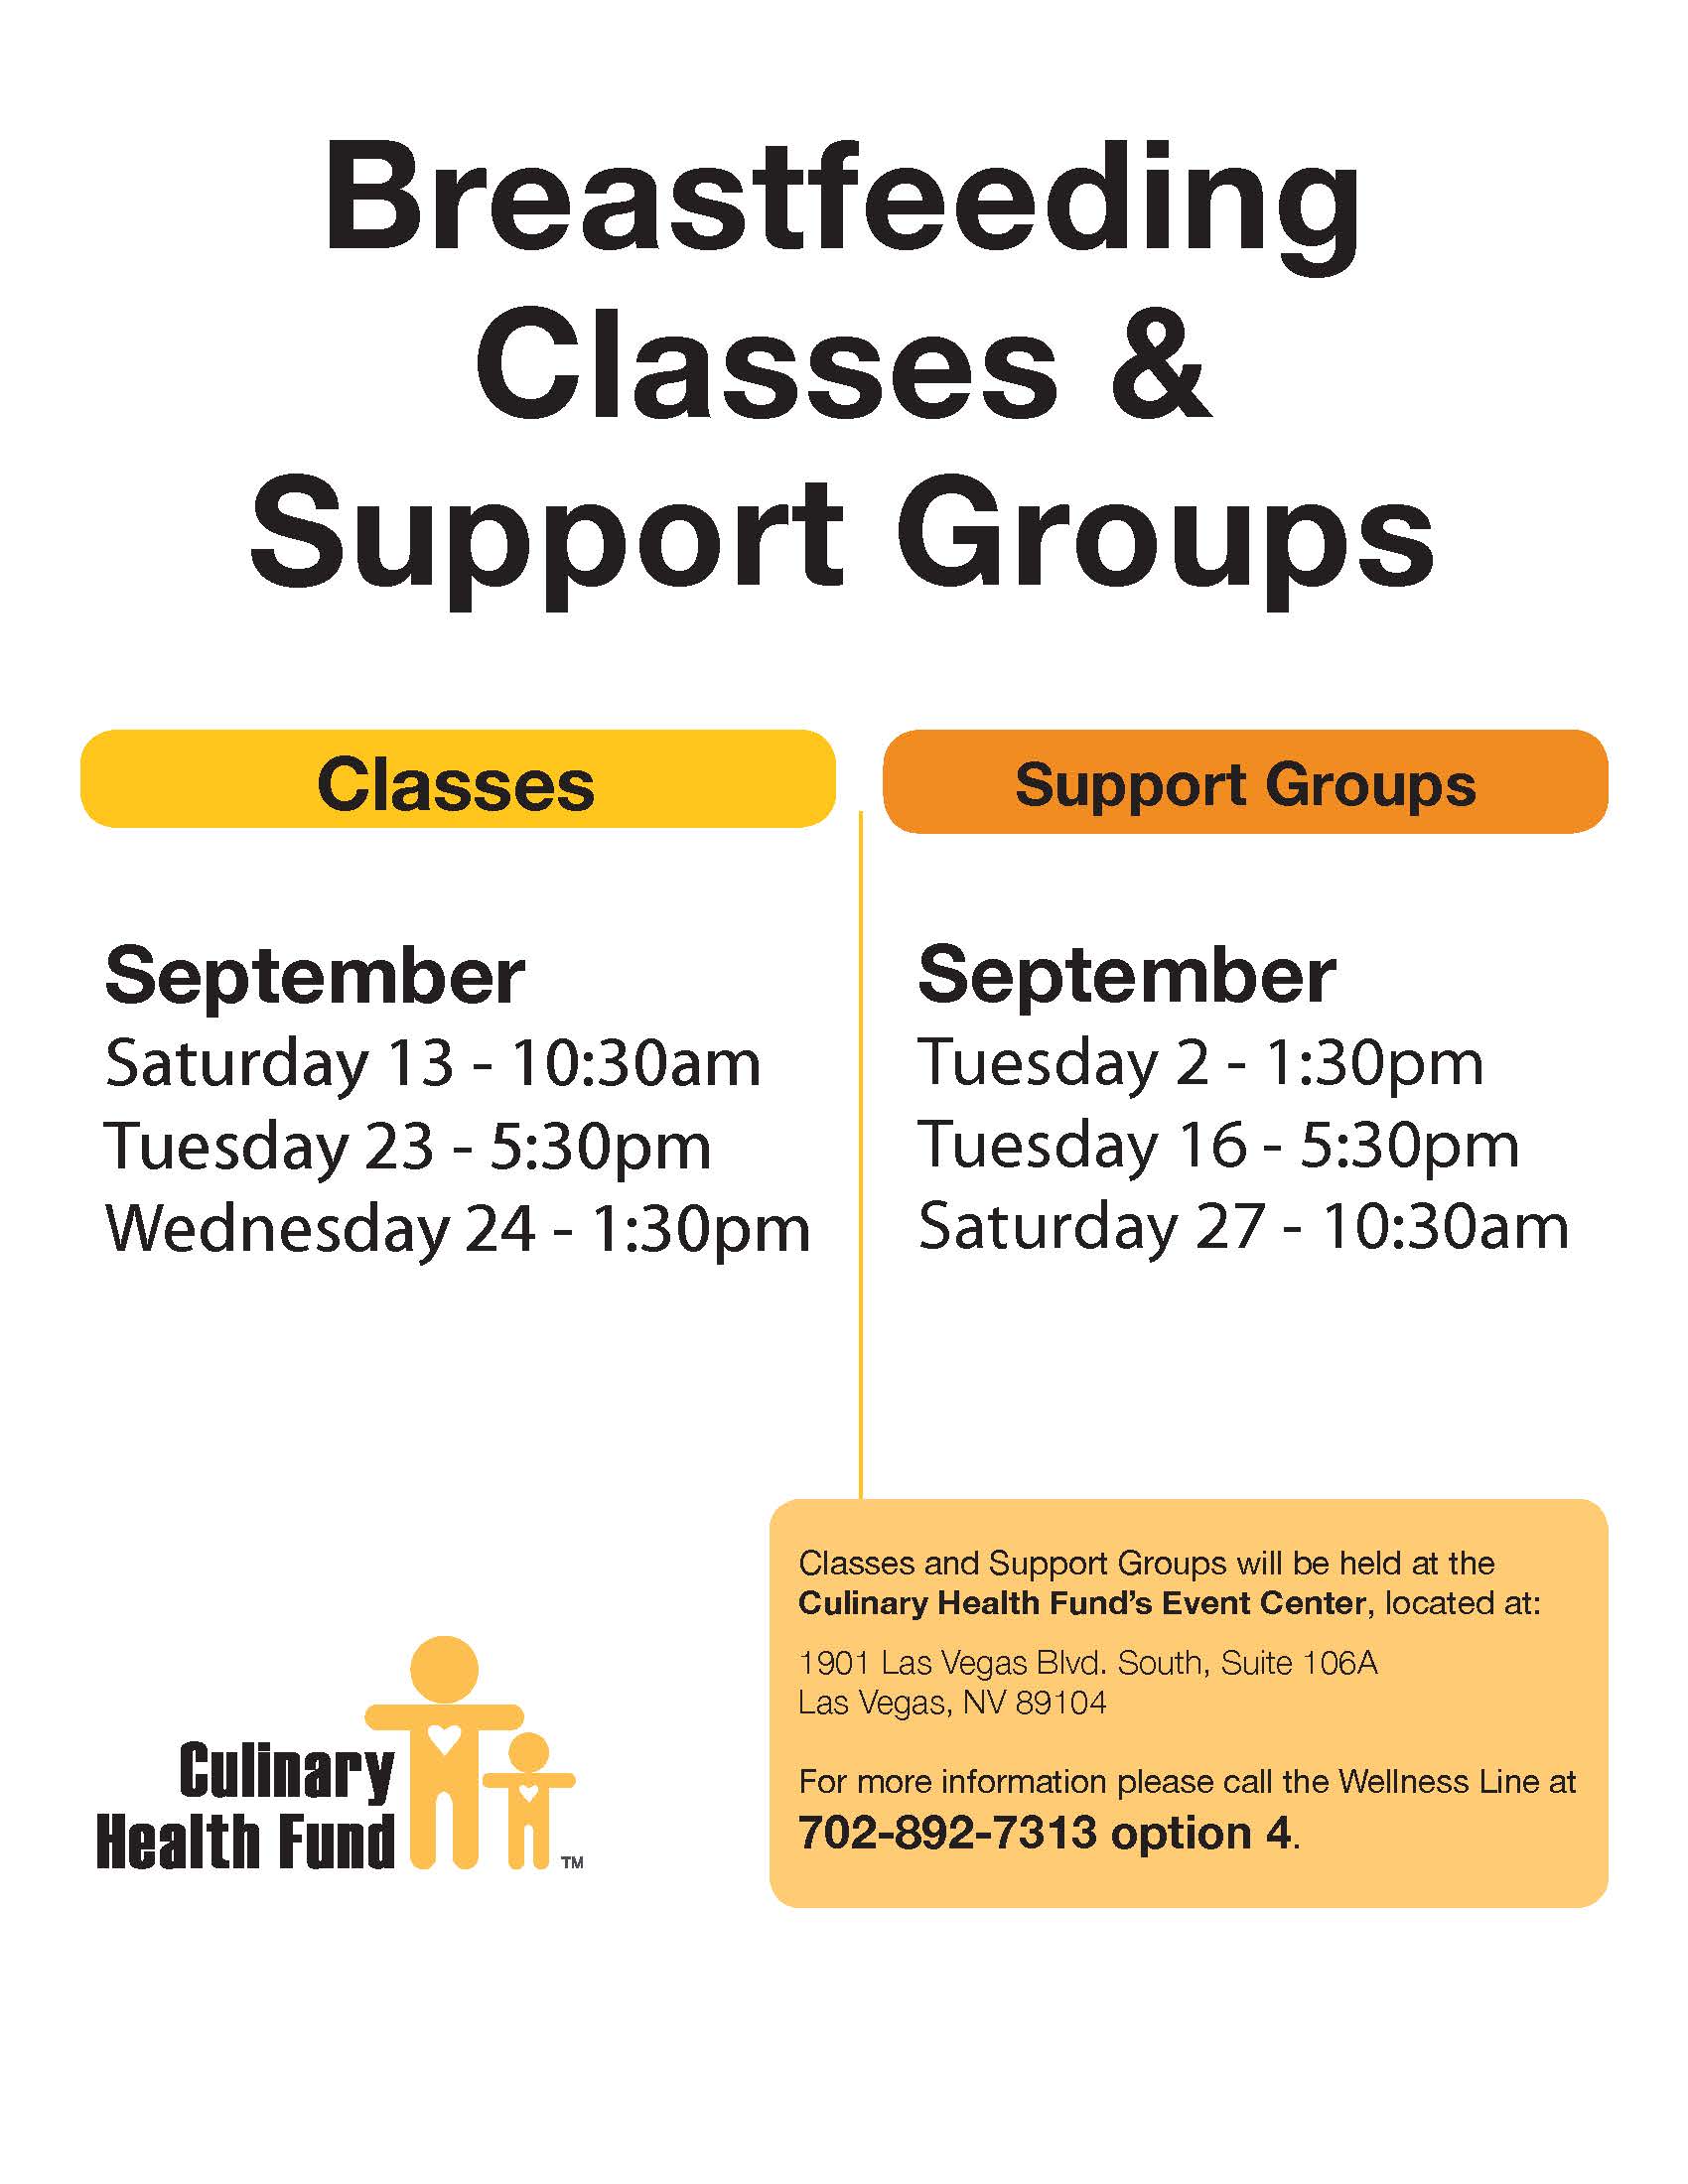 Breastfeeding
Classes &
Support Groups
Classes
September
Saturday 13 - 10:30am
Tuesday 23 - 5:30pm
Wednesday 24 - 1:30pm
Support Groups
September
Tuesday 2 - 1:30pm
Tuesday 16 - 5:30pm
Saturday 27 - 10:30am
Culinary
Health Fund
TM
Classes and Support Groups will be held at the
Culinary Health Fund’s Event Center, located at:
1901 Las Vegas Blvd. South, Suite 106A
Las Vegas, NV 89104
For more information please call the Wellness Line at
702-892-7313 option 4.